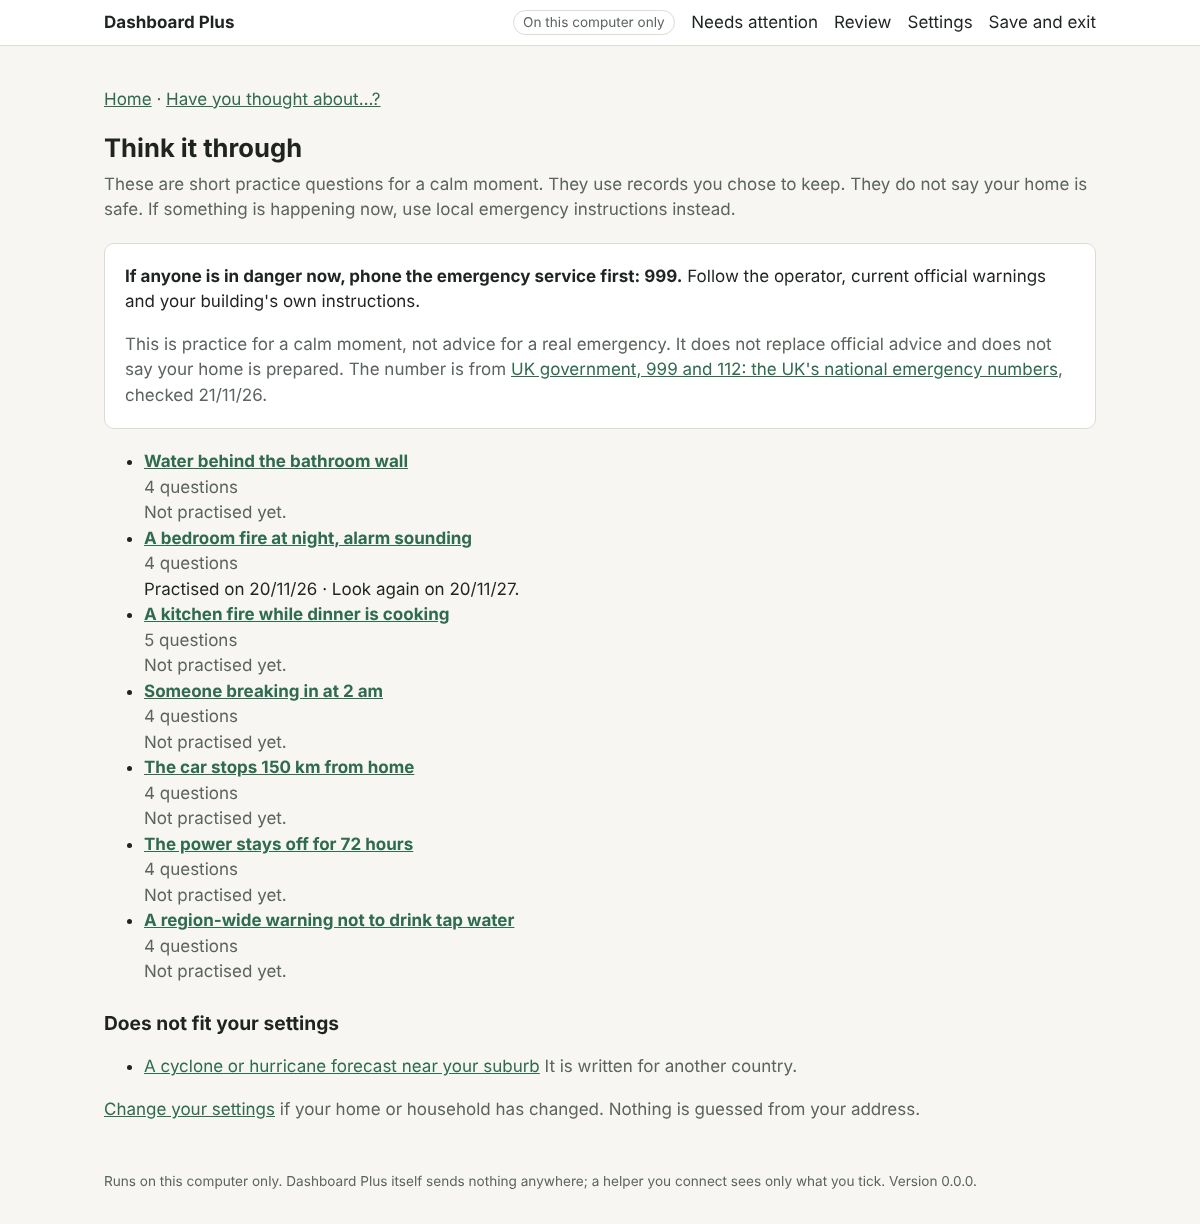 Dashboard Plus
On this computer only
Needs attention
Review
Settings
Save and exit
Home · Have you thought about...?
Think it through
These are short practice questions for a calm moment. They use records you chose to keep. They do not say your home is
safe. If something is happening now, use local emergency instructions instead.
If anyone is in danger now, phone the emergency service first: 999. Follow the operator, current official warnings
and your building's own instructions.
This is practice for a calm moment, not advice for a real emergency. It does not replace official advice and does not
say your home is prepared. The number is from UK government, 999 and 112: the UK's national emergency numbers,
checked 21/11/26.
Water behind the bathroom wall
4 questions
Not practised yet.
A bedroom fire at night, alarm sounding
4 questions
Practised on 20/11/26 · Look again on 20/11/27.
A kitchen fire while dinner is cooking
5 questions
Not practised yet.
Someone breaking in at 2 am
4 questions
Not practised yet.
The car stops 150 km from home
4 questions
Not practised yet.
The power stays off for 72 hours
4 questions
Not practised yet.
A region-wide warning not to drink tap water
4 questions
Not practised yet.
Does not fit your settings
A cyclone or hurricane forecast near your suburb It is written for another country.
Change your settings if your home or household has changed. Nothing is guessed from your address.
Runs on this computer only. Dashboard Plus itself sends nothing anywhere; a helper you connect sees only what you tick. Version 0.0.0.